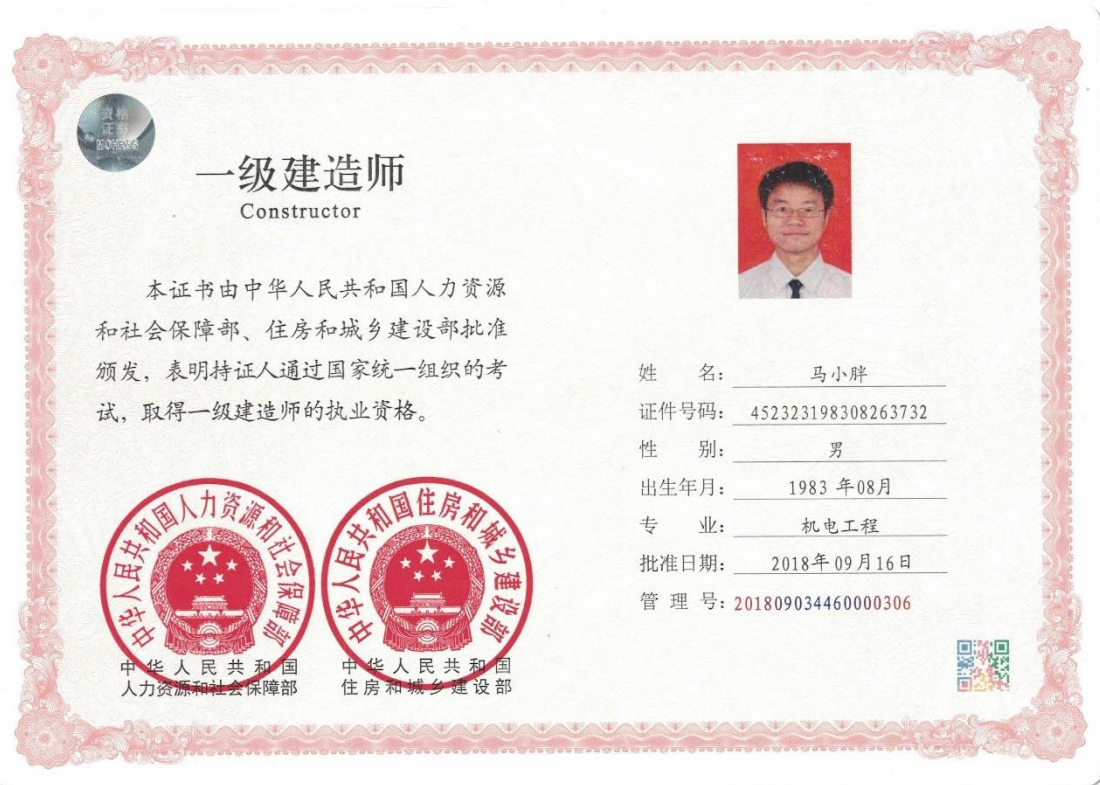 资格
证书
MOHRSS
一级建造师
Constructor
本证书由中华人民共和国人力资源
和社会保障部、住房和城乡建设部批准
颁发，表明持证人通过国家统一组织的考
试，取得一级建造师的执业资格。
中华人民共和国人力资源和社会保障部
中华人民共和国住房和城乡建设部
中华人民共和国
人力资源和社会保障部
中华人民共和国
住房和城乡建设部
姓 名：马小胖
证件号码：452323198308263732
性 别：男
出生年月：1983 年08月
专 业：机电工程
批准日期：2018年09月16日
管 理 号：201809034460000306